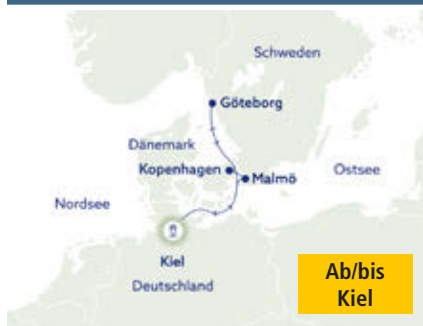 Schweden
Göteborg
Dänemark
Kopenhagen
Malmö
Ostsee
Nordsee
Kiel
Deutschland
Ab/bis
Kiel